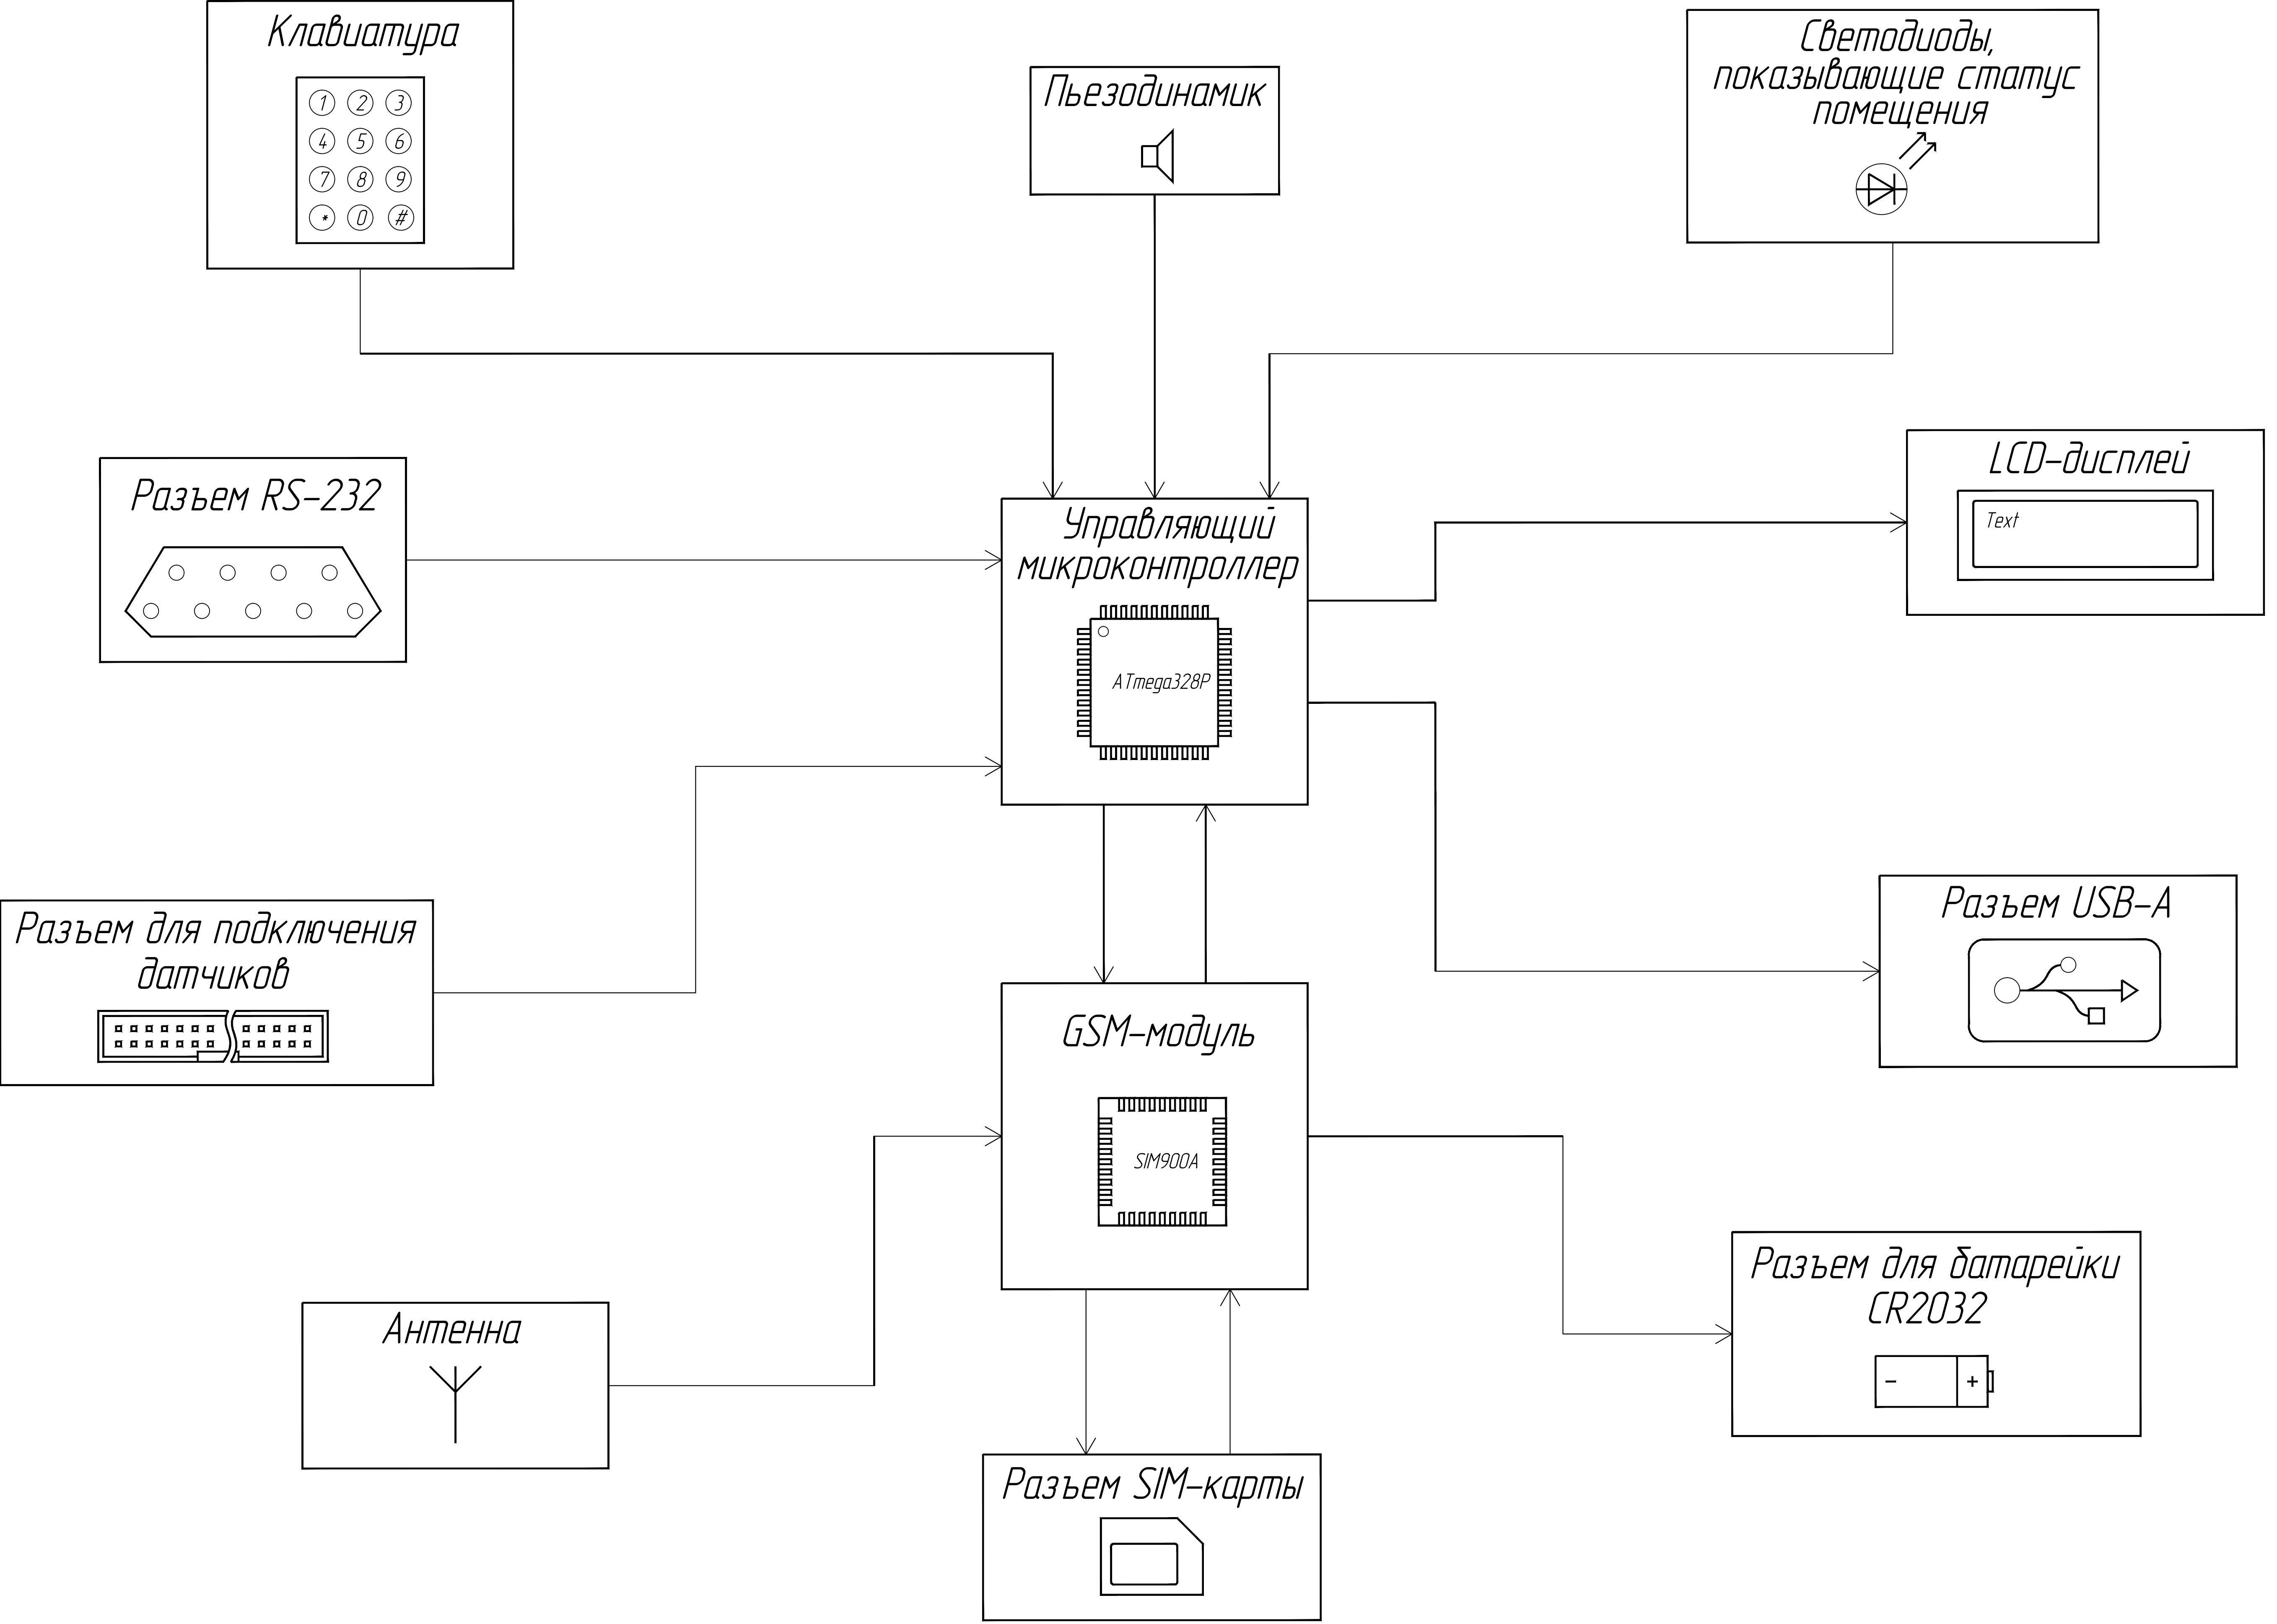 Клавиатура
1 2 3
4 5 6
7 8 9
* 0 #
Пьезодинамик
Светодиоды,
показывающие статус
помещения
Разъем RS-232
Управляющий
микроконтроллер
ATmega328P
LCD-дисплей
Text
Разъем для подключения
датчиков
Разъем USB-A
GSM-модуль
SIM900A
Антенна
Разъем для батарейки
CR2032
- +
Разъем SIM-карты